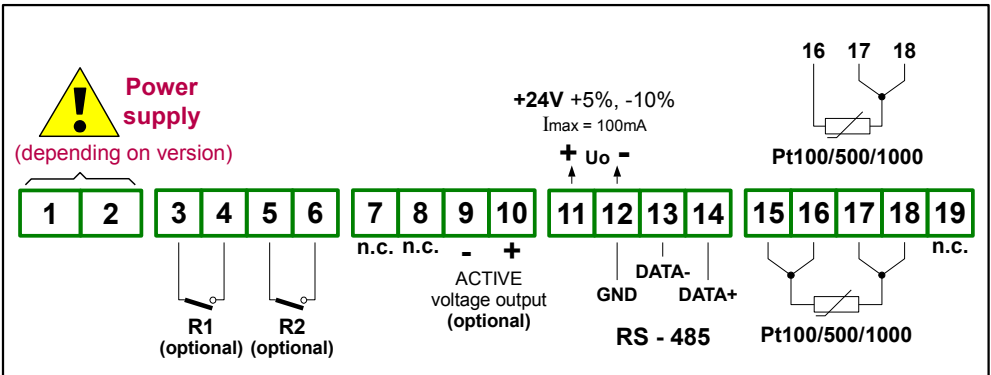 16 17 18
Power
supply
(depending on version)
+24V +5%, -10%
Imax = 100mA
+ Uo -
Pt100/500/1000
1 2 3 4 5 6 7 8 9 10 11 12 13 14 15 16 17 18 19
n.c. n.c. - + n.c.
ACTIVE
voltage output
(optional)
GND DATA- DATA+
R1 R2
(optional) (optional)
RS - 485
Pt100/500/1000